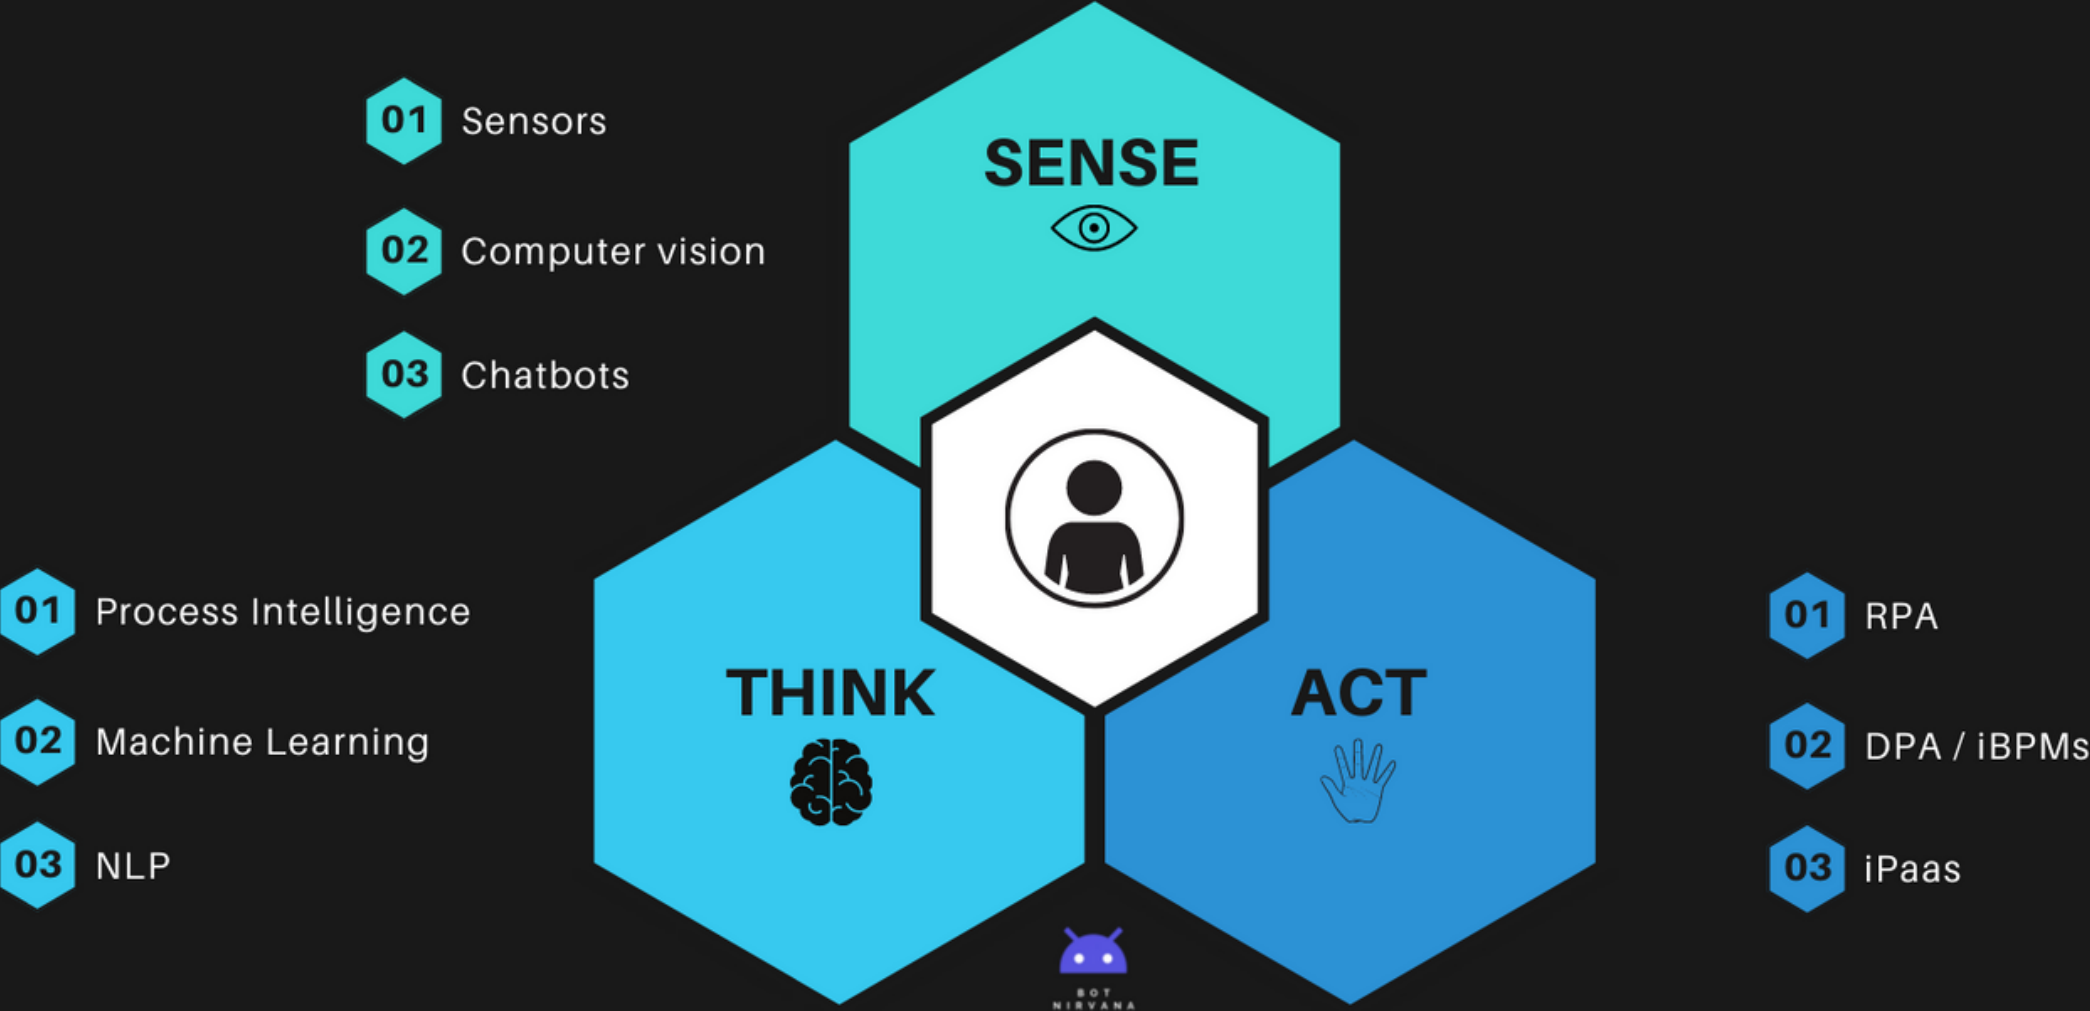 SENSE
01 Sensors
02 Computer vision
03 Chatbots
THINK
01 Process Intelligence
02 Machine Learning
03 NLP
ACT
01 RPA
02 DPA / iBPMs
03 iPaas
BOT
NIRVANA